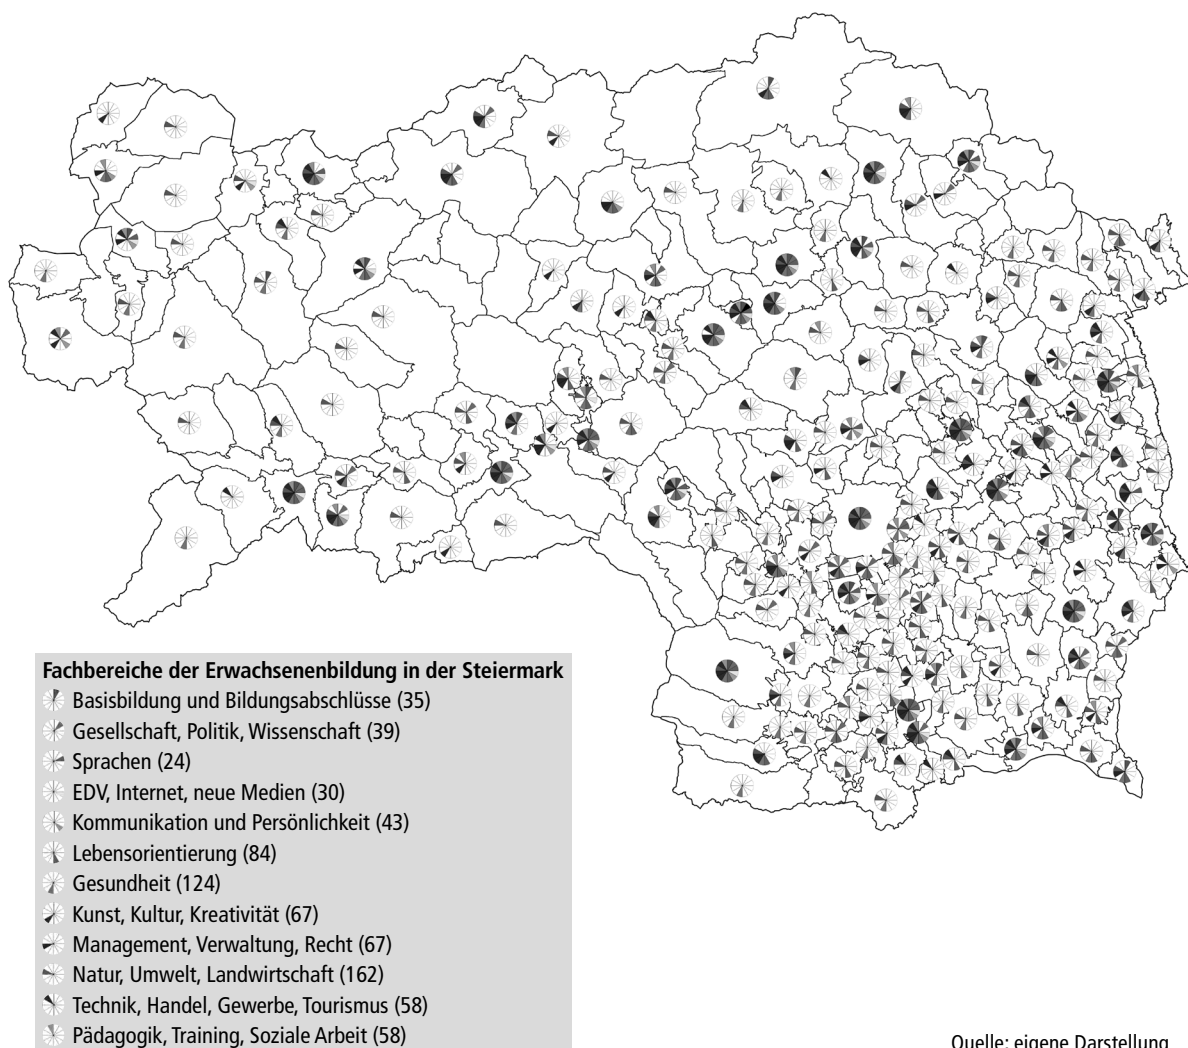 Fachbereiche der Erwachsenenbildung in der Steiermark
Basisbildung und Bildungsabschlüsse (35)
Gesellschaft, Politik, Wissenschaft (39)
Sprachen (24)
EDV, Internet, neue Medien (30)
Kommunikation und Persönlichkeit (43)
Lebensorientierung (84)
Gesundheit (124)
Kunst, Kultur, Kreativität (67)
Management, Verwaltung, Recht (67)
Natur, Umwelt, Landwirtschaft (162)
Technik, Handel, Gewerbe, Tourismus (58)
Pädagogik, Training, Soziale Arbeit (58)
Quelle: eigene Darstellung